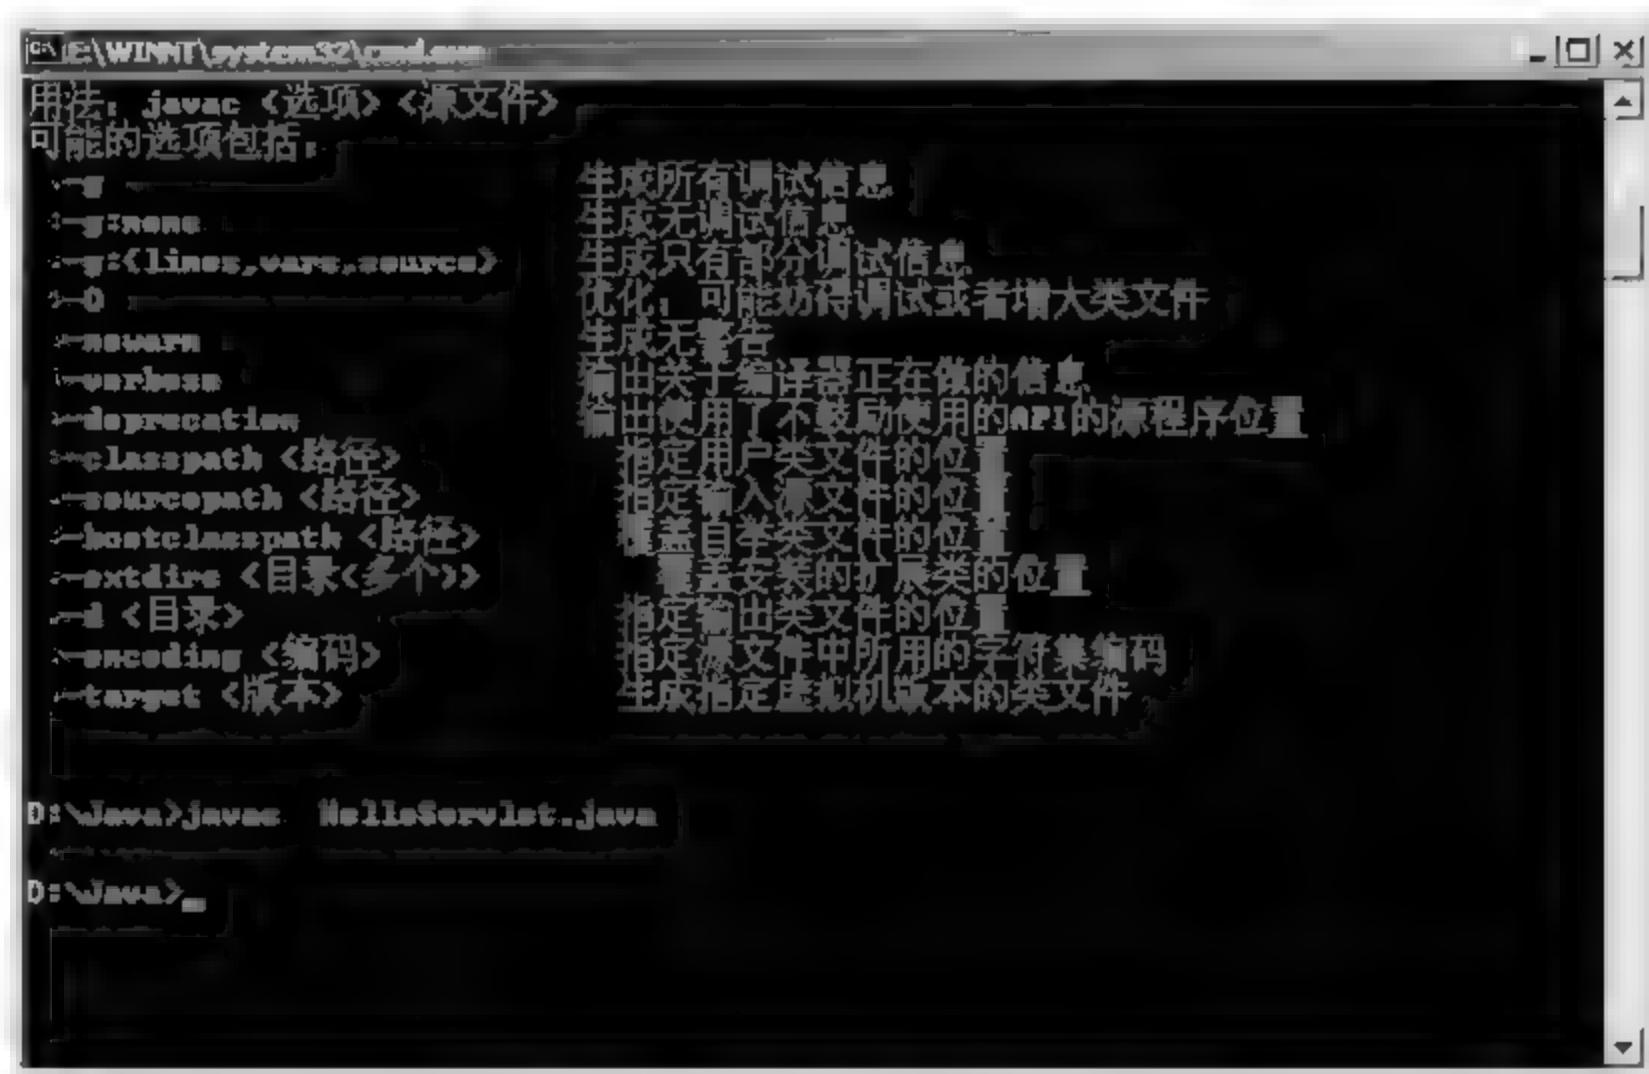 E:\WINNT\system32\cmd.exe
用法：javac <选项> <源文件>
可能的选项包括：
-g 生成所有调试信息
-g:none 生成无调试信息
-g:{lines,vars,source} 生成只有部分调试信息
-O 优化；可能妨碍调试或者增大类文件
-nowarn 生成无警告
-verbose 输出关于编译器正在做的信息
-deprecation 输出使用了不鼓励使用的API的源程序位置
-classpath <路径> 指定用户类文件的位置
-sourcepath <路径> 指定输入源文件的位置
-bootclasspath <路径> 覆盖自举类文件的位置
-extdirs <目录(多个)> 覆盖安装的扩展类的位置
-d <目录> 指定输出类文件的位置
-encoding <编码> 指定源文件中所用的字符集编码
-target <版本> 生成指定虚拟机版本的类文件
D:\Java>javac HelloServlet.java
D:\Java>_